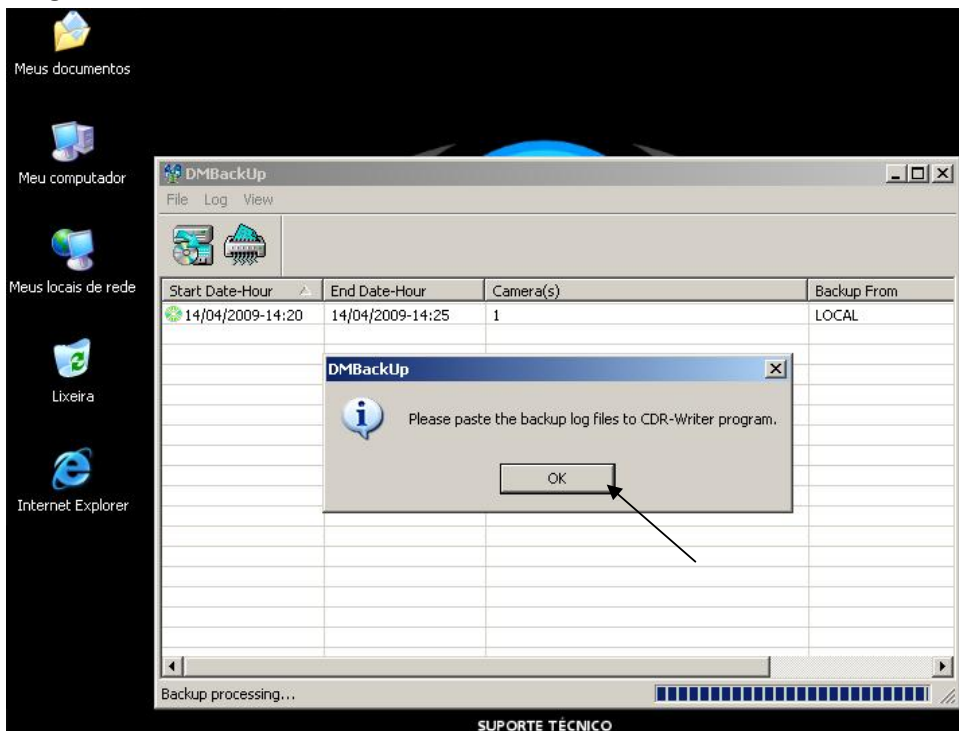 Meus documentos
Meu computador
Meus locais de rede
Lixeira
Internet Explorer
DMBackUp
File Log View
Start Date-Hour End Date-Hour Camera(s) Backup From
14/04/2009-14:20 14/04/2009-14:25 1 LOCAL
DMBackUp
Please paste the backup log files to CDR-Writer program.
OK
Backup processing...
SUPORTE TÉCNICO